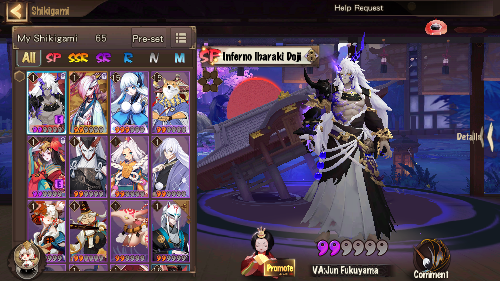 Shikigami
Help Request
My Shikigami 65
Pre-set
All SP SSR SR R N M
SP Inferno Ibaraki Doji
Details
999999
Promote
VA:Jun Fukuyama
Comment